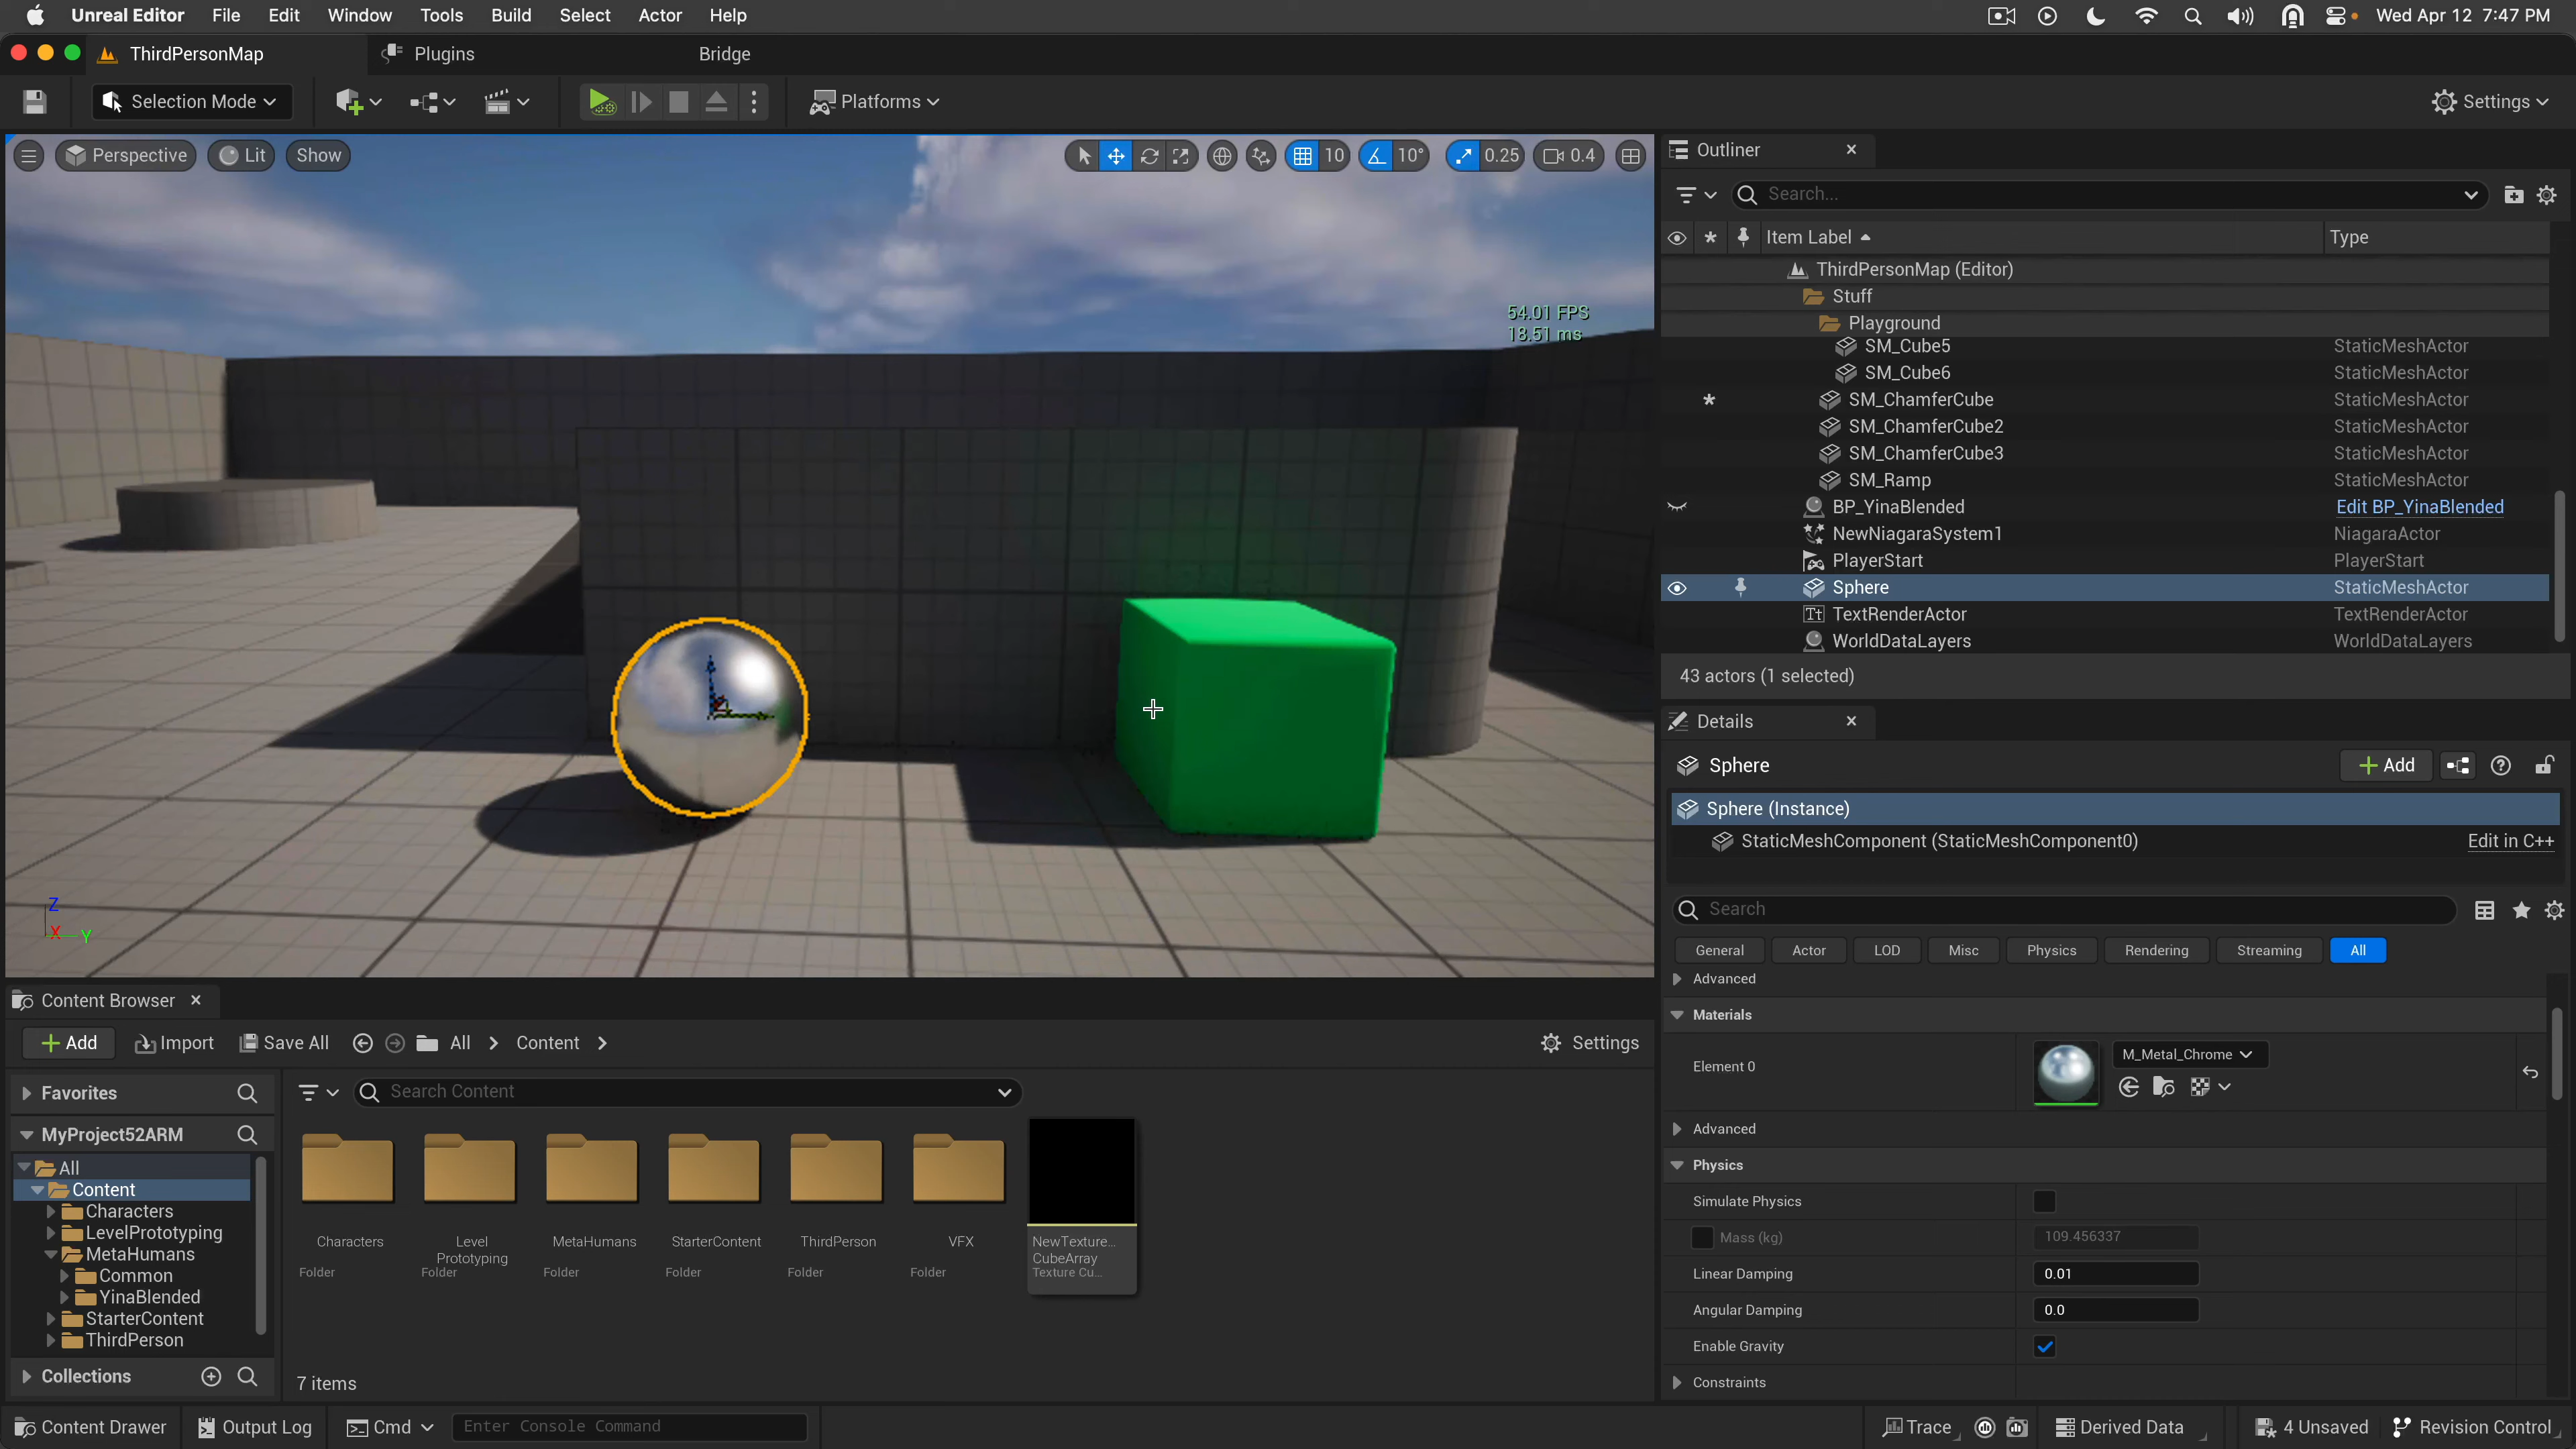 Unreal Editor File Edit Window Tools Build Select Actor Help Wed Apr 12 7:47 PM
ThirdPersonMap Plugins Bridge
Selection Mode Platforms Settings
Perspective Lit Show 10 10° 0.25 0.4
54.01 FPS
18.51 ms
Z
X Y
Outliner
Search...
Item Label Type
ThirdPersonMap (Editor)
Stuff
Playground
SM_Cube5 StaticMeshActor
SM_Cube6 StaticMeshActor
* SM_ChamferCube StaticMeshActor
SM_ChamferCube2 StaticMeshActor
SM_ChamferCube3 StaticMeshActor
SM_Ramp StaticMeshActor
BP_YinaBlended Edit BP_YinaBlended
NewNiagaraSystem1 NiagaraActor
PlayerStart PlayerStart
Sphere StaticMeshActor
TextRenderActor TextRenderActor
WorldDataLayers WorldDataLayers
43 actors (1 selected)
Details
Sphere + Add
Sphere (Instance)
StaticMeshComponent (StaticMeshComponent0) Edit in C++
Search
General Actor LOD Misc Physics Rendering Streaming All
Advanced
Materials
Element 0 M_Metal_Chrome
Advanced
Physics
Simulate Physics
Mass (kg) 109.456337
Linear Damping 0.01
Angular Damping 0.0
Enable Gravity
Constraints
Content Browser
+ Add Import Save All All > Content > Settings
Favorites
Search Content
MyProject52ARM
All
Content
Characters
LevelPrototyping
MetaHumans
Common
YinaBlended
StarterContent
ThirdPerson
Collections
Characters
Folder
Level
Prototyping
Folder
MetaHumans
Folder
StarterContent
Folder
ThirdPerson
Folder
VFX
Folder
NewTexture...
CubeArray
Texture Cu...
7 items
Content Drawer Output Log Cmd Enter Console Command Trace Derived Data 4 Unsaved Revision Control